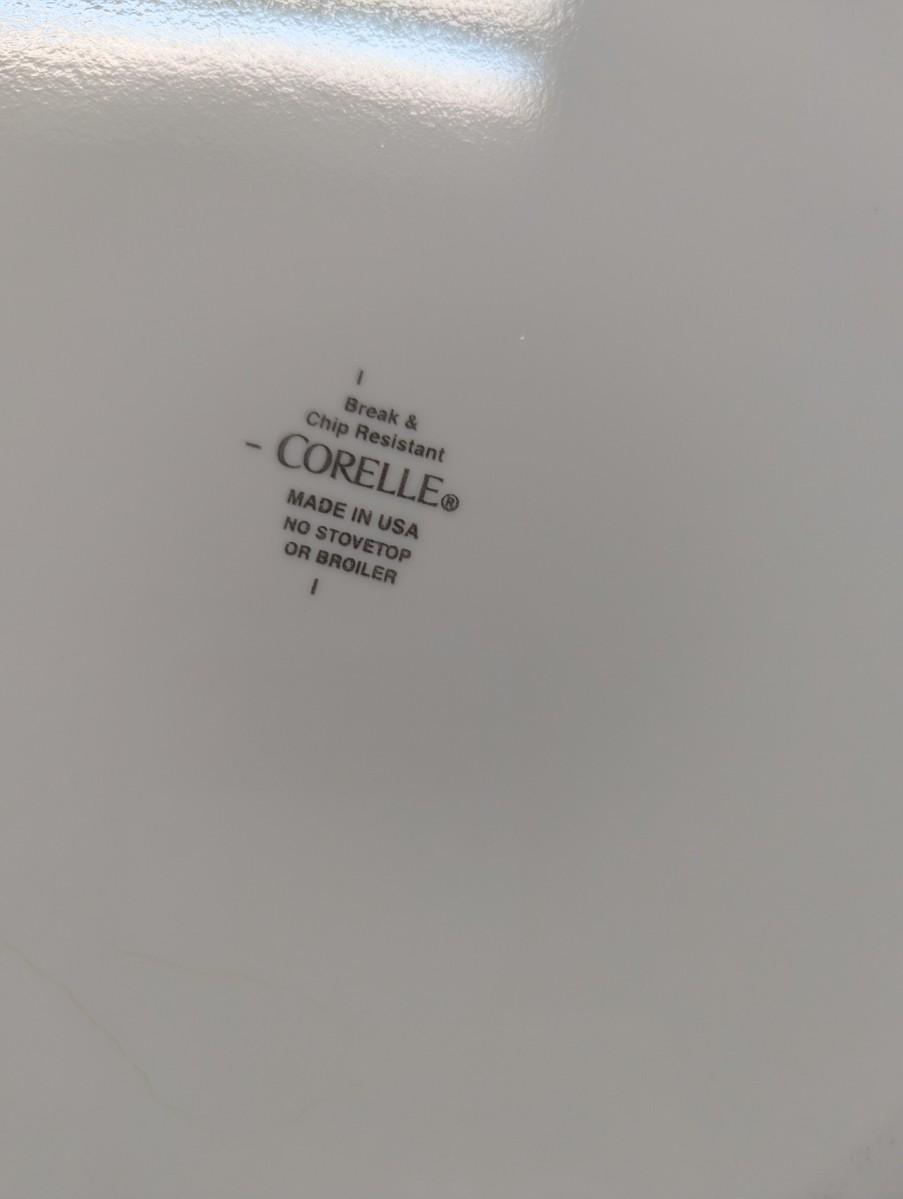 Break &
Chip Resistant
CORELLE®
MADE IN USA
NO STOVETOP
OR BROILER